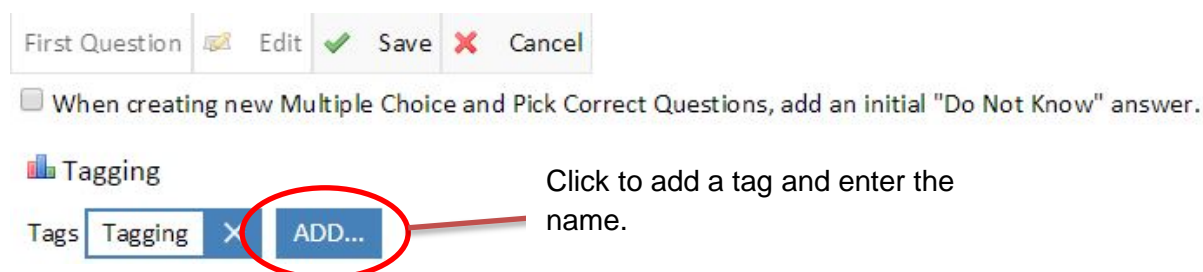 First Question Edit Save Cancel
When creating new Multiple Choice and Pick Correct Questions, add an initial "Do Not Know" answer.
Tagging
Click to add a tag and enter the
name.
Tags Tagging ADD...